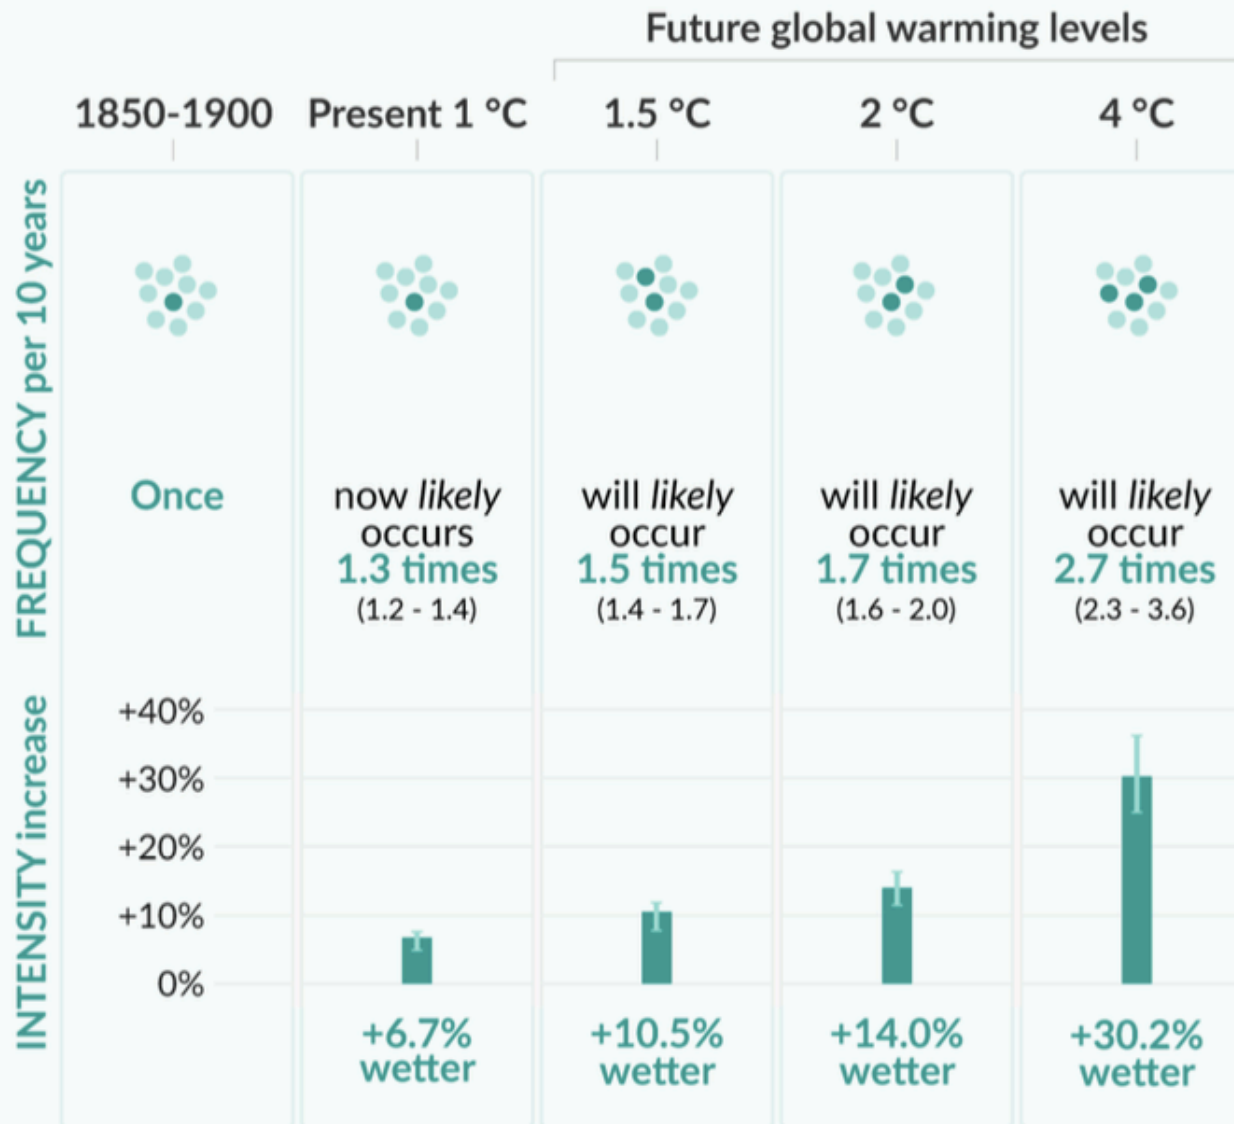 Future global warming levels
1850-1900 Present 1 °C 1.5 °C 2 °C 4 °C
FREQUENCY per 10 years
Once
now likely
occurs
1.3 times
(1.2 - 1.4)
will likely
occur
1.5 times
(1.4 - 1.7)
will likely
occur
1.7 times
(1.6 - 2.0)
will likely
occur
2.7 times
(2.3 - 3.6)
INTENSITY increase
+40%
+30%
+20%
+10%
0%
+6.7%
wetter
+10.5%
wetter
+14.0%
wetter
+30.2%
wetter